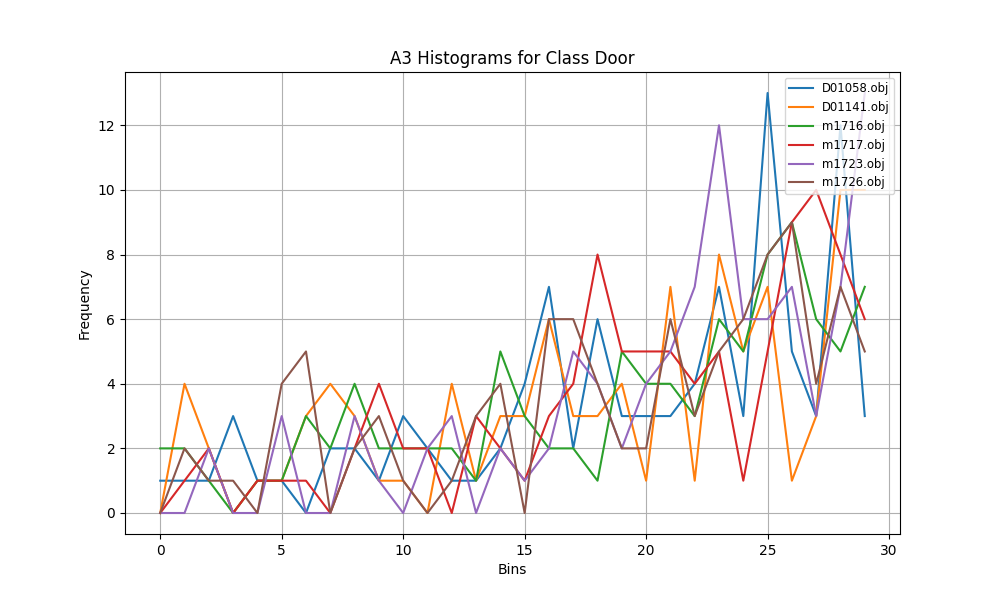 A3 Histograms for Class Door
D01058.obj
D01141.obj
m1716.obj
m1717.obj
m1723.obj
m1726.obj
Frequency
12
10
8
6
4
2
0
0 5 10 15 20 25 30
Bins